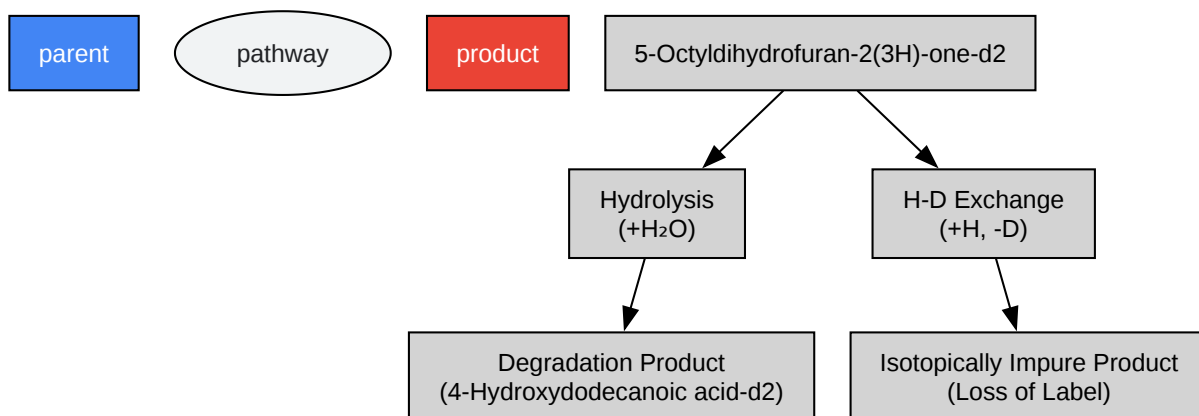 parent
pathway
product
5-Octyldihydrofuran-2(3H)-one-d2
Hydrolysis
(+H₂O)
H-D Exchange
(+H, -D)
Degradation Product
(4-Hydroxydodecanoic acid-d2)
Isotopically Impure Product
(Loss of Label)